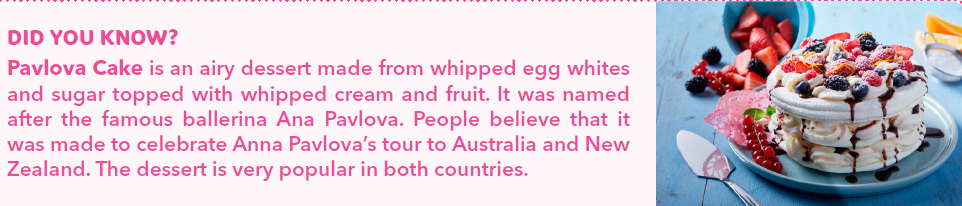 DID YOU KNOW?
Pavlova Cake is an airy dessert made from whipped egg whites
and sugar topped with whipped cream and fruit. It was named
after the famous ballerina Ana Pavlova. People believe that it
was made to celebrate Anna Pavlova's tour to Australia and New
Zealand. The dessert is very popular in both countries.